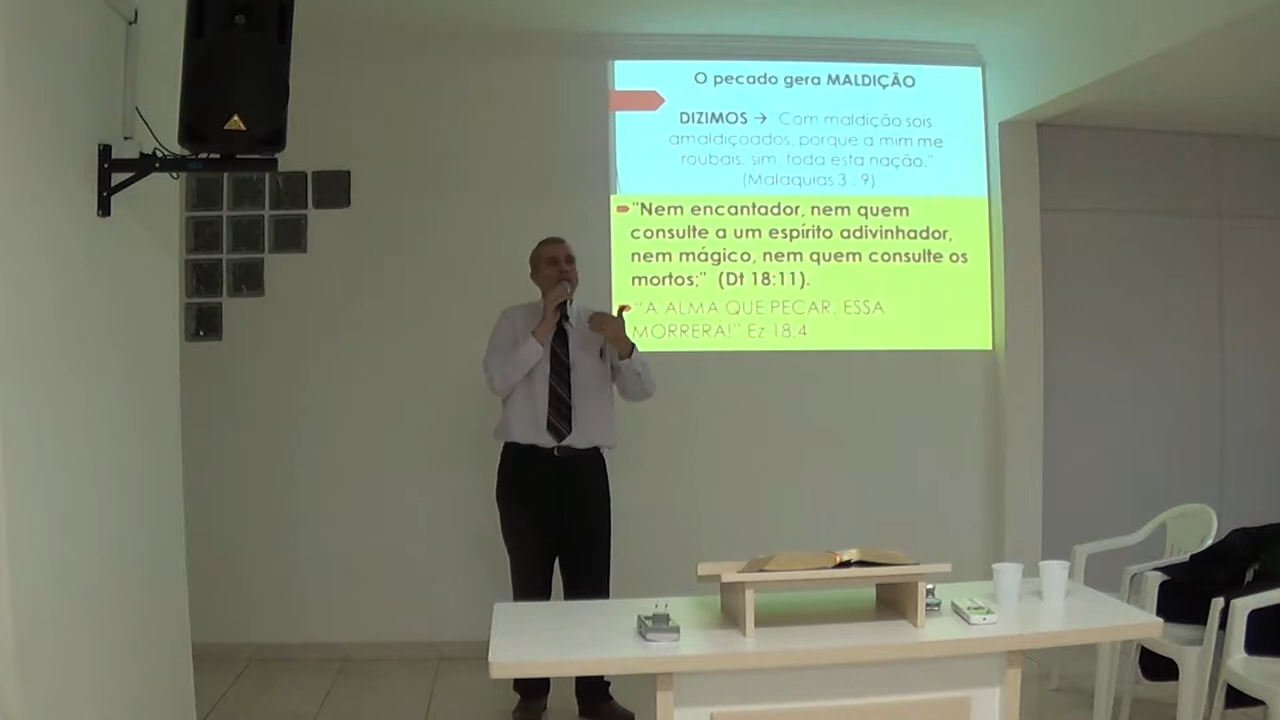 O pecado gera MALDIÇÃO
DIZIMOS → Com maldição sois
amaldiçoados, porque a mim me
roubais, sim, toda esta nação."
(Malaquias 3 . 9)
"Nem encantador, nem quem
consulte a um espírito adivinhador,
nem mágico, nem quem consulte os
mortos;" (Dt 18:11).
"A ALMA QUE PECAR, ESSA
MORRERA!" Ez 18:4